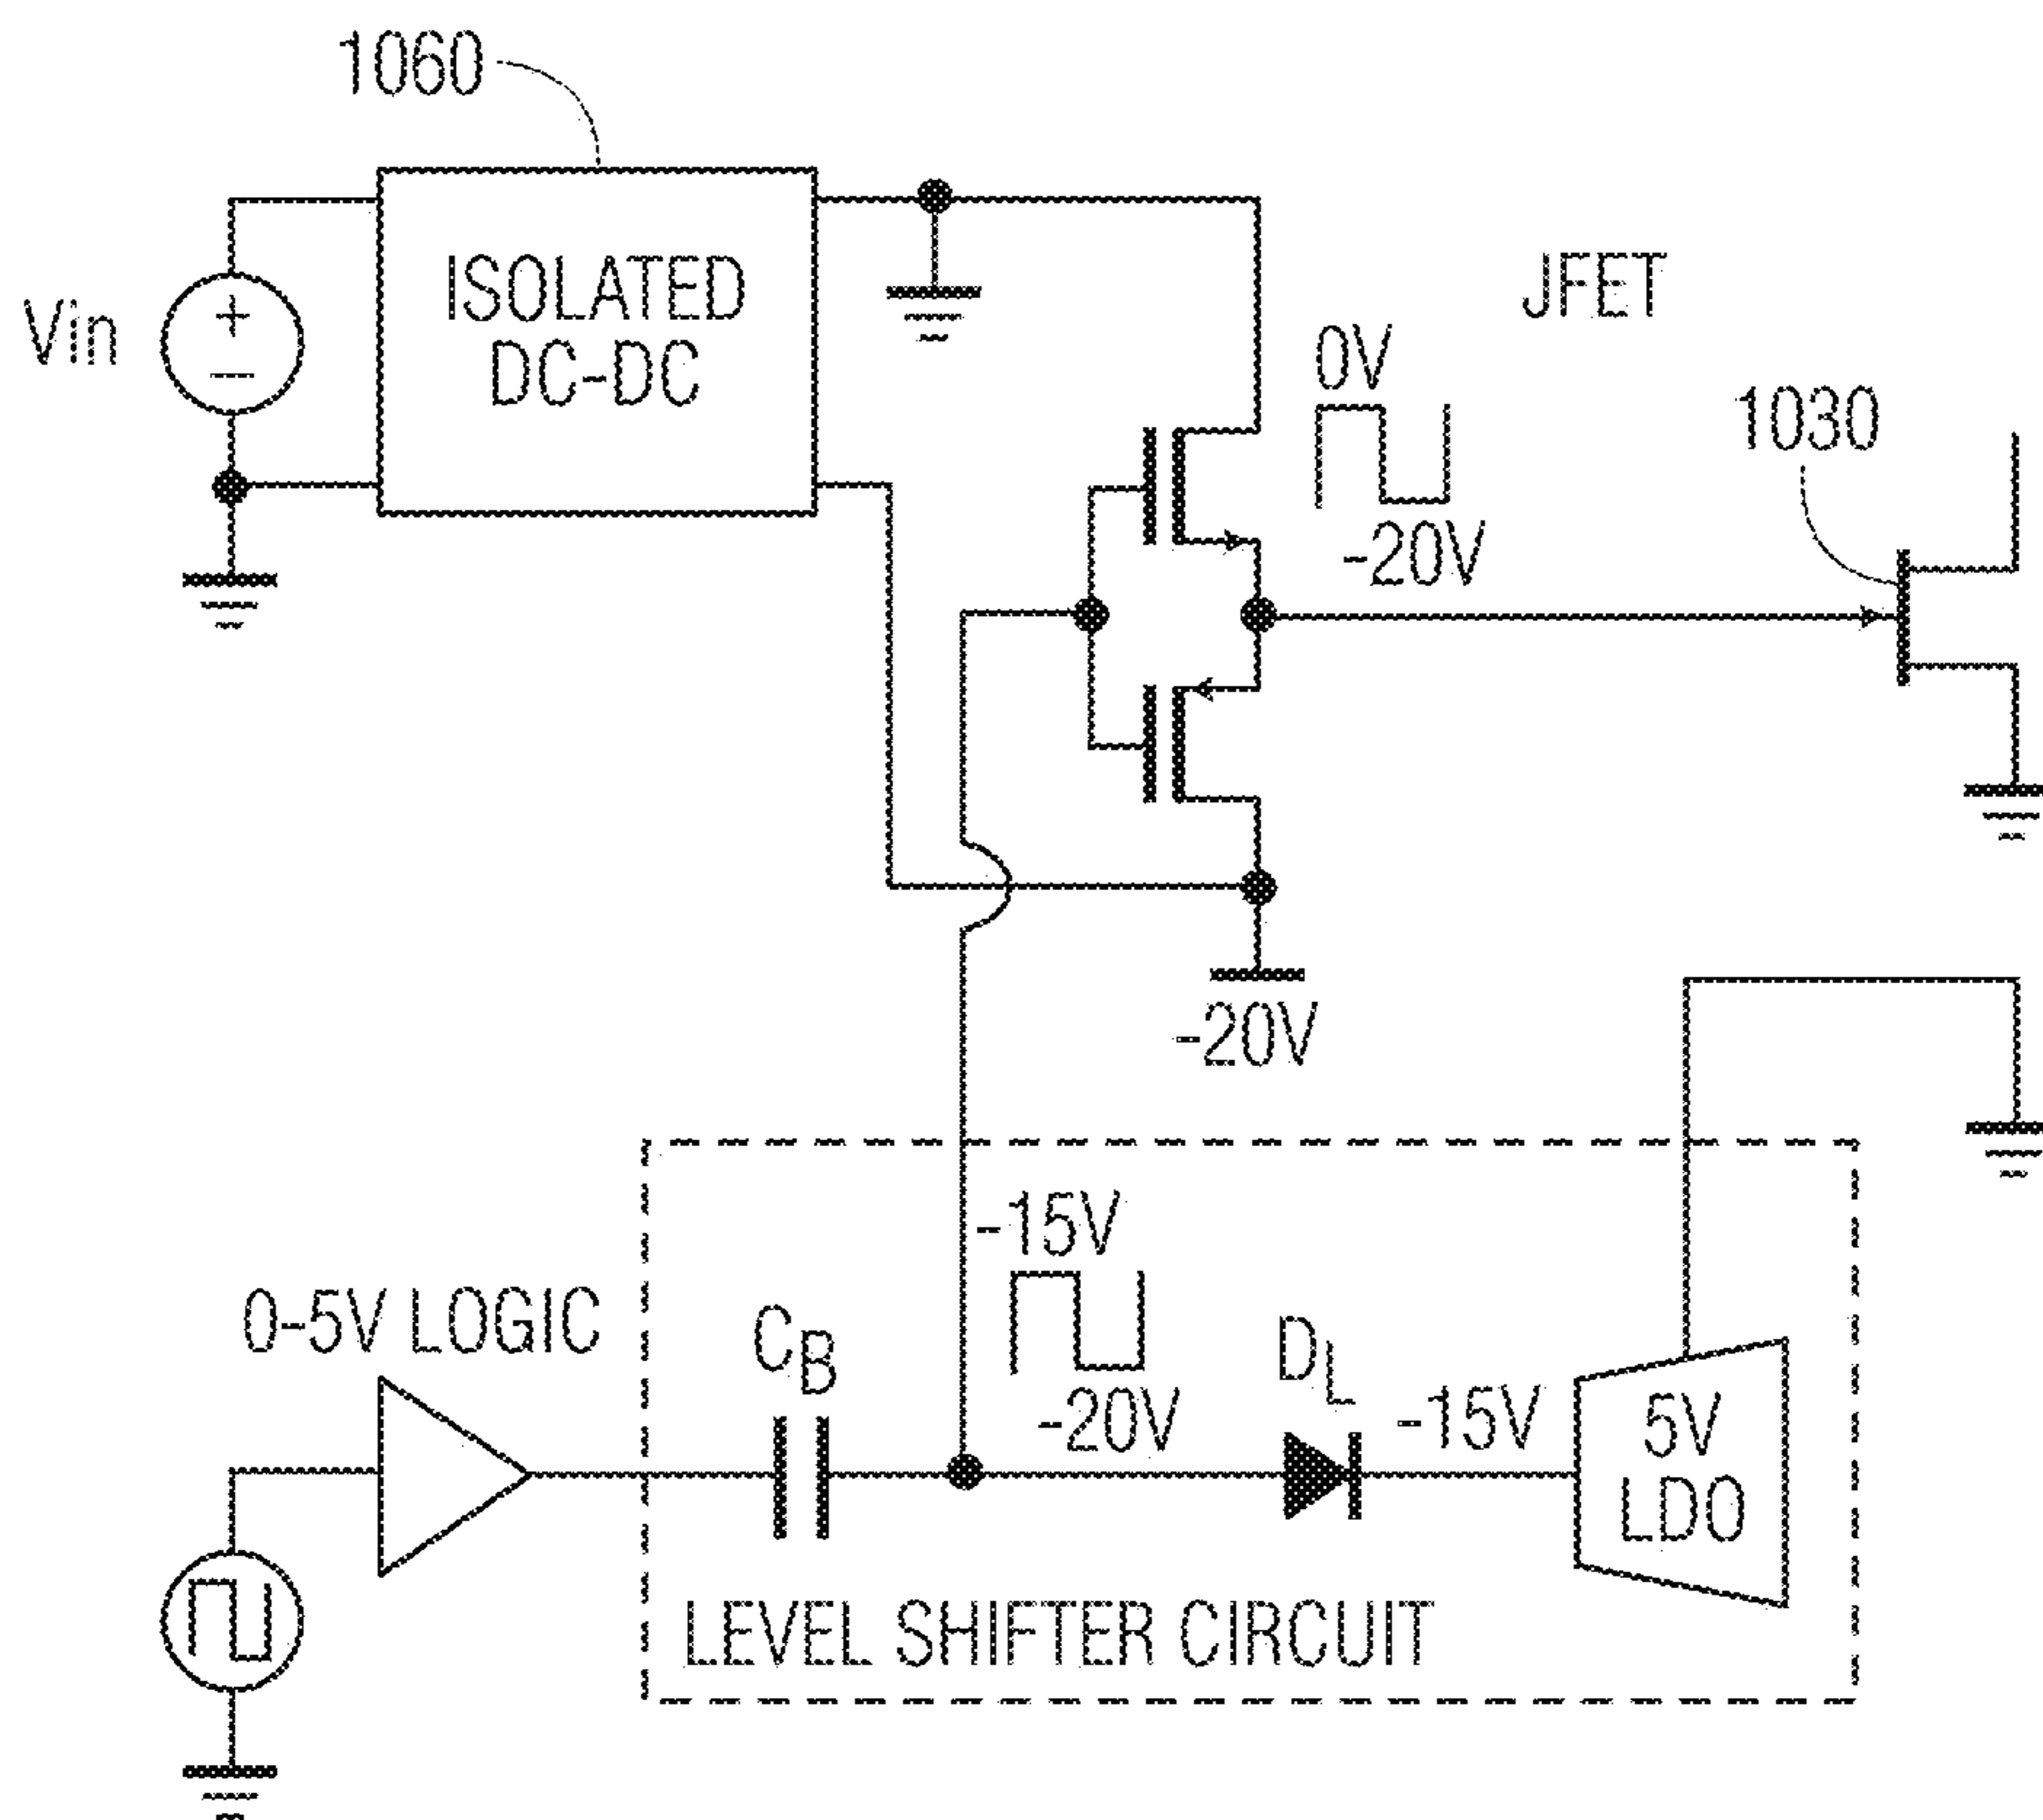 1060
Vin
+
−
ISOLATED
DC-DC
JFET
0V
-20V
1030
-20V
0-5V LOGIC
CB
-15V
-20V
DL
-15V
5V
LDO
LEVEL SHIFTER CIRCUIT